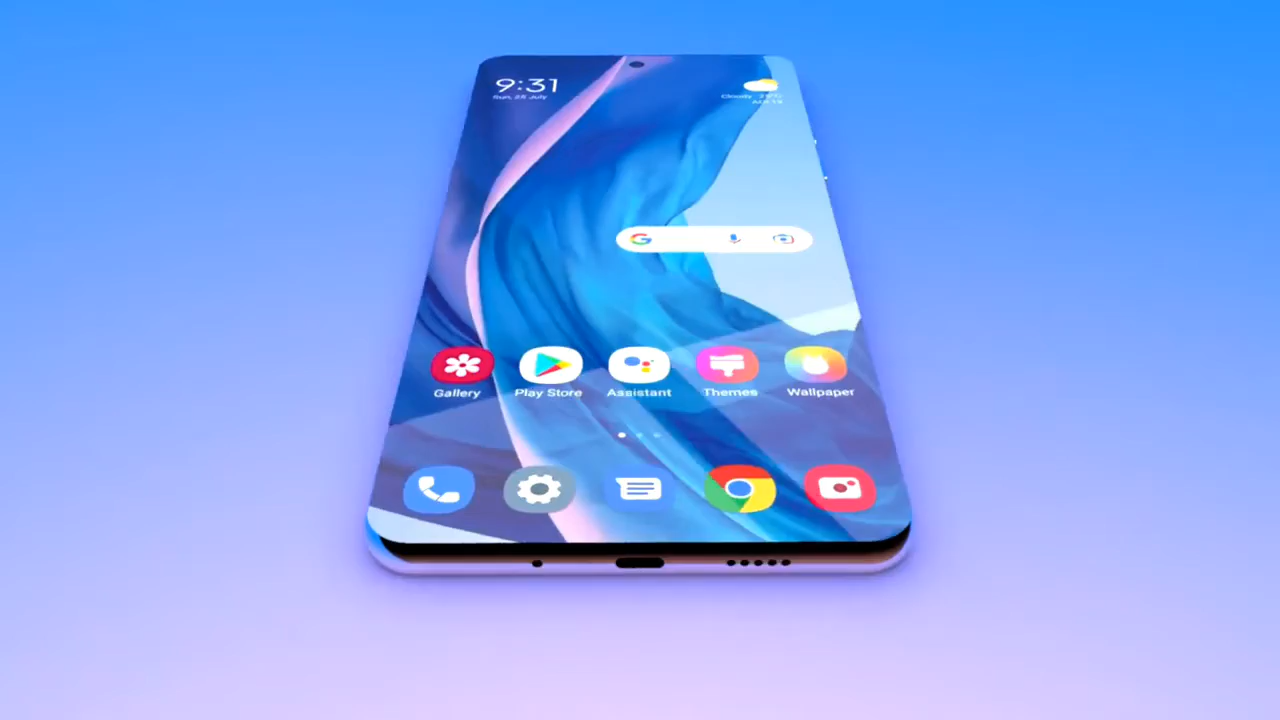 9:31
Sun, 25 July
Cloudy
Gallery
Play Store
Assistant
Themes
Wallpaper